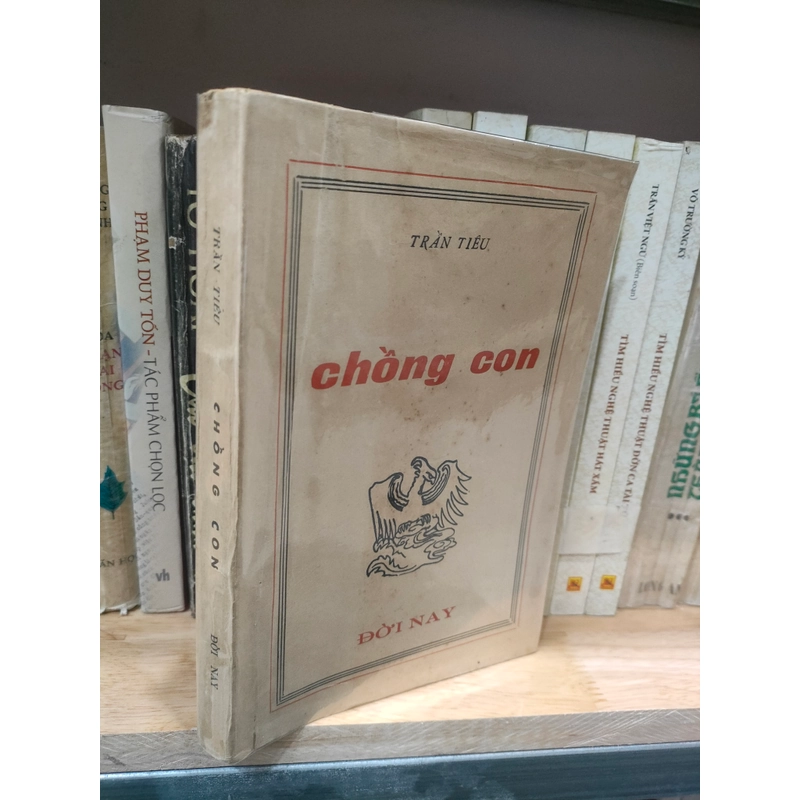 TRẦN TIÊU
chồng con
ĐỜI NAY
TRẦN TIÊU
CHỒNG CON
ĐỜI NAY
PHẠM DUY TỐN - TÁC PHẨM CHỌN LỌC
vh
TRẦN VIỆT NGỮ (Biên soạn)
TÌM HIỂU NGHỆ THUẬT HÁT XẨM
VÕ TRƯỜNG KỲ
TÌM HIỂU NGHỆ THUẬT ĐỜN CA TÀI